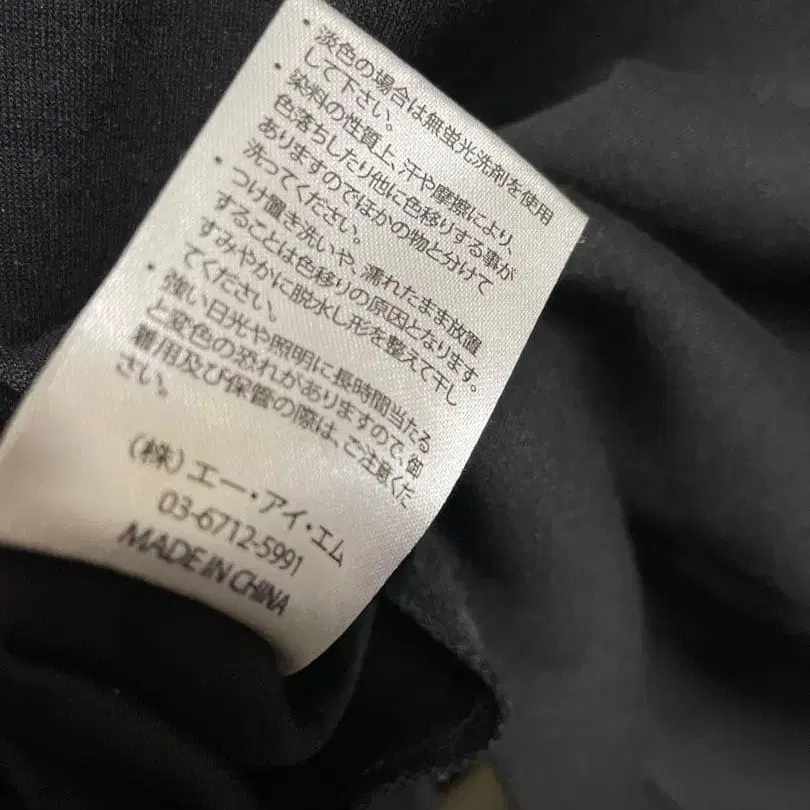 ・淡色の場合は無蛍光洗剤を使用
して下さい。
・染料の性質上、汗や摩擦により、
色落ちしたり他に色移りする事が
ありますのでほかの物と分けて
洗ってください。
・つけ置き洗いや、濡れたまま放置
することは色移りの原因となります。
すみやかに脱水し形を整えて干し
てください。
・強い日光や照明に長時間当たる
と変色の恐れがありますので、御
着用及び保管の際は、ご注意くだ
さい。
(株)エー・アイ・エム
03-6712-5991
MADE IN CHINA